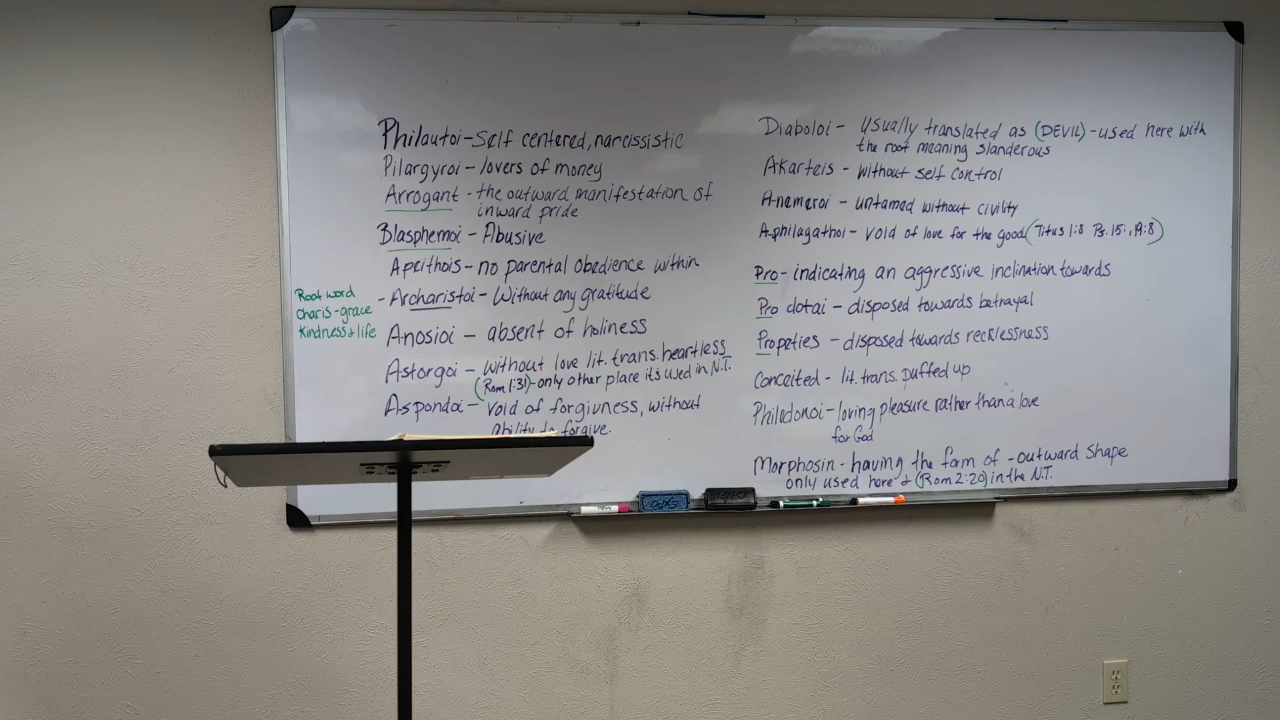 Philautoi - Self centered, narcissistic
Pilargyroi - lovers of money
Arrogant - the outward manifestation of
inward pride
Blasphemoi - Abusive
Apeithois - no parental obedience within
Root word
Charis - grace
Kindness & life
- Archaristoi - Without any gratitude
Anosioi - absent of holiness
Astorgoi - without love lit. trans. heartless
(Rom 1:31) - only other place its used in N.T.
Aspondoi - void of forgivness, without
ability to forgive.
Diaboloi - Usually translated as (DEVIL) - used here with
the root meaning slanderous
Akarteis - without self control
Anemeroi - untamed without civility
Aphilagathoi - void of love for the good (Titus 1:8 Ps. 15:, 19:8)
Pro - indicating an aggressive inclination towards
Pro dotai - disposed towards betrayal
Propeties - disposed towards recklessness
Conceited - lit. trans. puffed up
Philedonoi - loving pleasure rather than a love
for God
Morphosin - having the form of - outward shape
only used here & (Rom 2:20) in the N.T.
EXPO